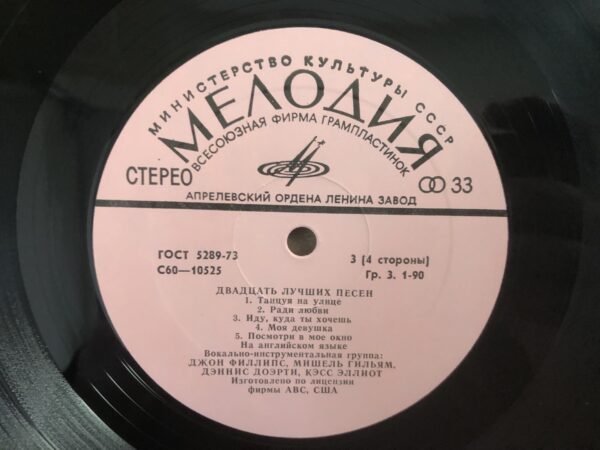 МИНИСТЕРСТВО КУЛЬТУРЫ СССР
МЕЛОДИЯ
ВСЕСОЮЗНАЯ ФИРМА ГРАМПЛАСТИНОК
СТЕРЕО
33
АПРЕЛЕВСКИЙ ОРДЕНА ЛЕНИНА ЗАВОД
ГОСТ 5289-73
С60—10525
3 (4 стороны)
Гр. 3. 1-90
ДВАДЦАТЬ ЛУЧШИХ ПЕСЕН
1. Танцуя на улице
2. Ради любви
3. Иду, куда ты хочешь
4. Моя девушка
5. Посмотри в мое окно
На английском языке
Вокально-инструментальная группа:
ДЖОН ФИЛЛИПС, МИШЕЛЬ ГИЛЬЯМ,
ДЭННИС ДОЭРТИ, КЭСС ЭЛЛИОТ
Изготовлено по лицензии
фирмы АВС, США